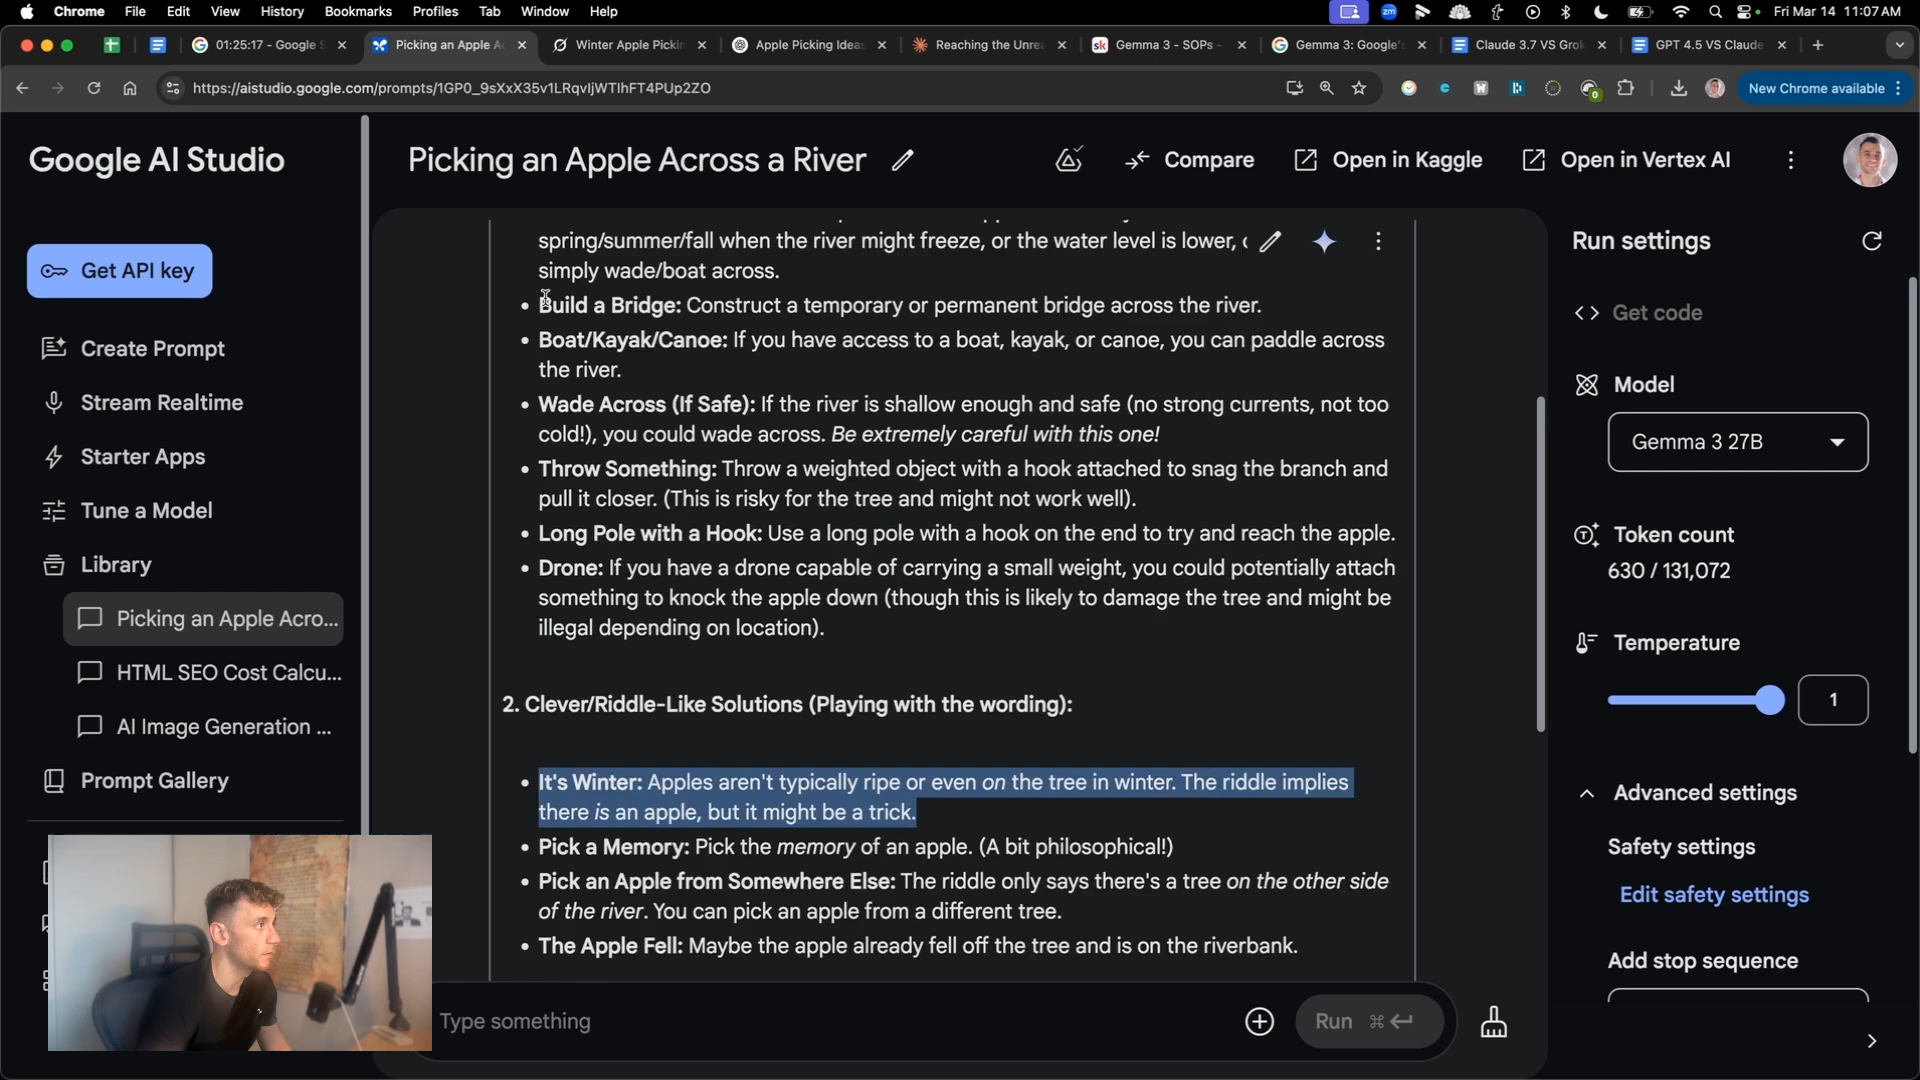 Chrome File Edit View History Bookmarks Profiles Tab Window Help Fri Mar 14 11:07 AM
01:25:17 - Google S Picking an Apple A Winter Apple Pickin Apple Picking Ideas Reaching the Unrea Gemma 3 - SOPs - Gemma 3: Google's Claude 3.7 VS Grok GPT 4.5 VS Claude
https://aistudio.google.com/prompts/1GP0_9sXxX35v1LRqvIjWTIhFT4PUp2ZO New Chrome available
Google AI Studio
Picking an Apple Across a River
Compare Open in Kaggle Open in Vertex AI
Get API key
Create Prompt
Stream Realtime
Starter Apps
Tune a Model
Library
Picking an Apple Acro...
HTML SEO Cost Calcu...
AI Image Generation ...
Prompt Gallery
spring/summer/fall when the river might freeze, or the water level is lower,
simply wade/boat across.
• Build a Bridge: Construct a temporary or permanent bridge across the river.
• Boat/Kayak/Canoe: If you have access to a boat, kayak, or canoe, you can paddle across
the river.
• Wade Across (If Safe): If the river is shallow enough and safe (no strong currents, not too
cold!), you could wade across. Be extremely careful with this one!
• Throw Something: Throw a weighted object with a hook attached to snag the branch and
pull it closer. (This is risky for the tree and might not work well).
• Long Pole with a Hook: Use a long pole with a hook on the end to try and reach the apple.
• Drone: If you have a drone capable of carrying a small weight, you could potentially attach
something to knock the apple down (though this is likely to damage the tree and might be
illegal depending on location).
2. Clever/Riddle-Like Solutions (Playing with the wording):
• It's Winter: Apples aren't typically ripe or even on the tree in winter. The riddle implies
there is an apple, but it might be a trick.
• Pick a Memory: Pick the memory of an apple. (A bit philosophical!)
• Pick an Apple from Somewhere Else: The riddle only says there's a tree on the other side
of the river. You can pick an apple from a different tree.
• The Apple Fell: Maybe the apple already fell off the tree and is on the riverbank.
Type something
Run ⌘
Run settings
Get code
Model
Gemma 3 27B
Token count
630 / 131,072
Temperature
1
Advanced settings
Safety settings
Edit safety settings
Add stop sequence